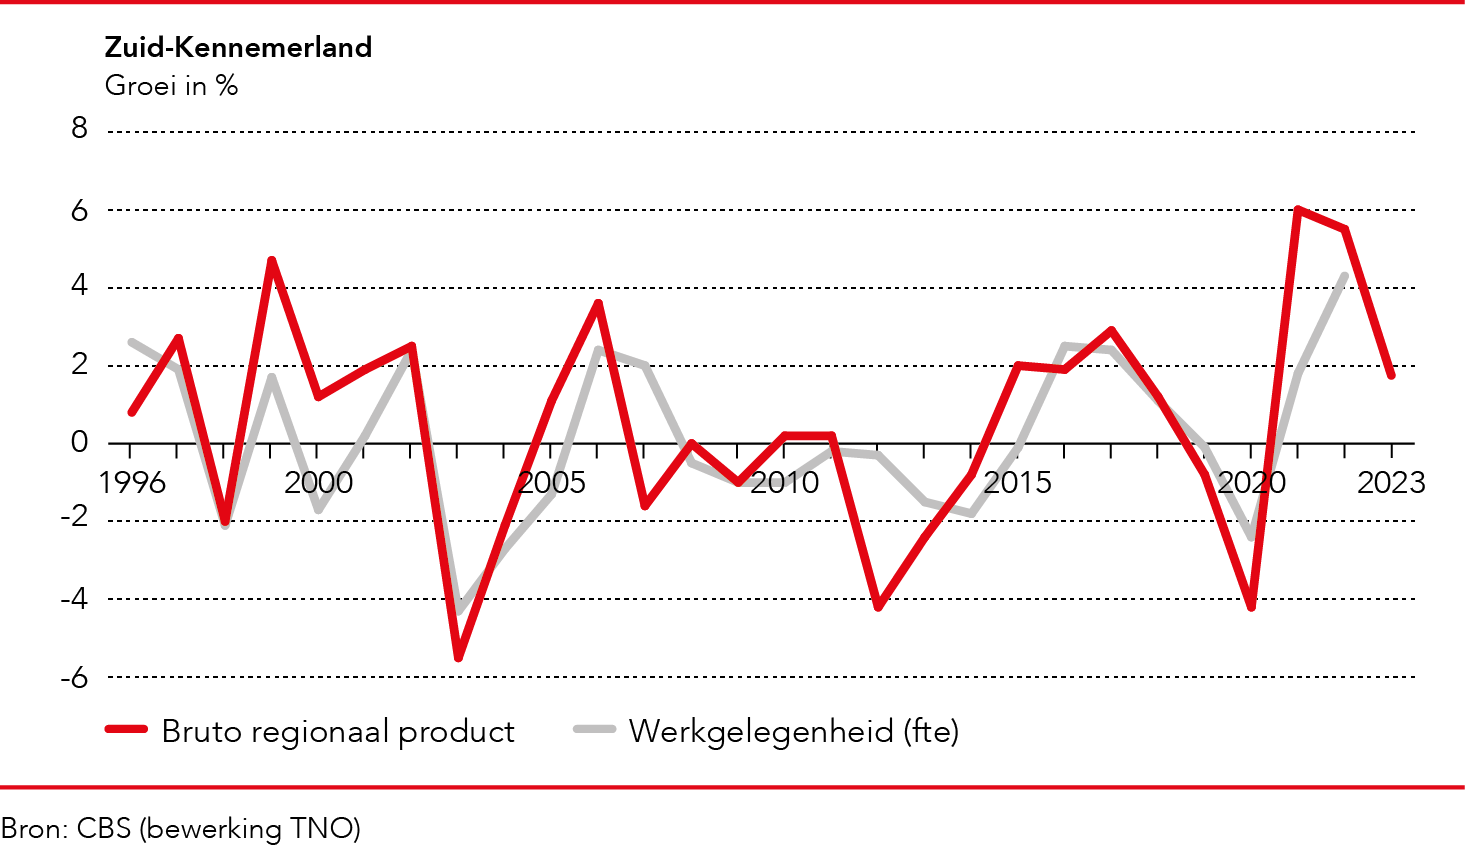 Zuid-Kennemerland
Groei in %
8
6
4
2
0
1996 2000 2005 2010 2015 2020 2023
-2
-4
-6
Bruto regionaal product Werkgelegenheid (fte)
Bron: CBS (bewerking TNO)